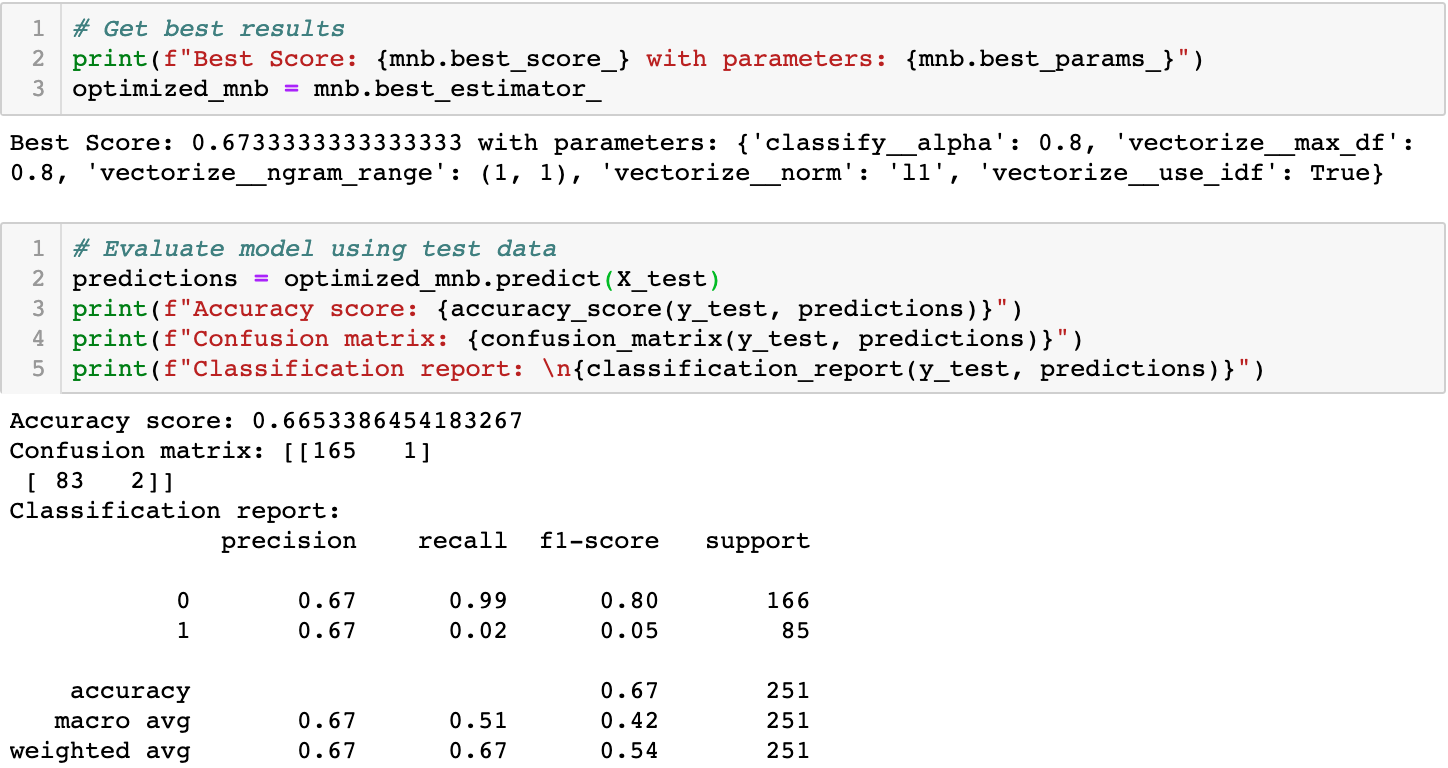 1 # Get best results
2 print(f"Best Score: {mnb.best_score_} with parameters: {mnb.best_params_}")
3 optimized_mnb = mnb.best_estimator_
Best Score: 0.6733333333333333 with parameters: {'classify__alpha': 0.8, 'vectorize__max_df':
0.8, 'vectorize__ngram_range': (1, 1), 'vectorize__norm': 'l1', 'vectorize__use_idf': True}
1 # Evaluate model using test data
2 predictions = optimized_mnb.predict(X_test)
3 print(f"Accuracy score: {accuracy_score(y_test, predictions)}")
4 print(f"Confusion matrix: {confusion_matrix(y_test, predictions)}")
5 print(f"Classification report: \n{classification_report(y_test, predictions)}")
Accuracy score: 0.6653386454183267
Confusion matrix: [[165   1]
 [ 83   2]]
Classification report:
              precision    recall  f1-score   support
           0       0.67      0.99      0.80       166
           1       0.67      0.02      0.05        85
    accuracy                           0.67       251
   macro avg       0.67      0.51      0.42       251
weighted avg       0.67      0.67      0.54       251